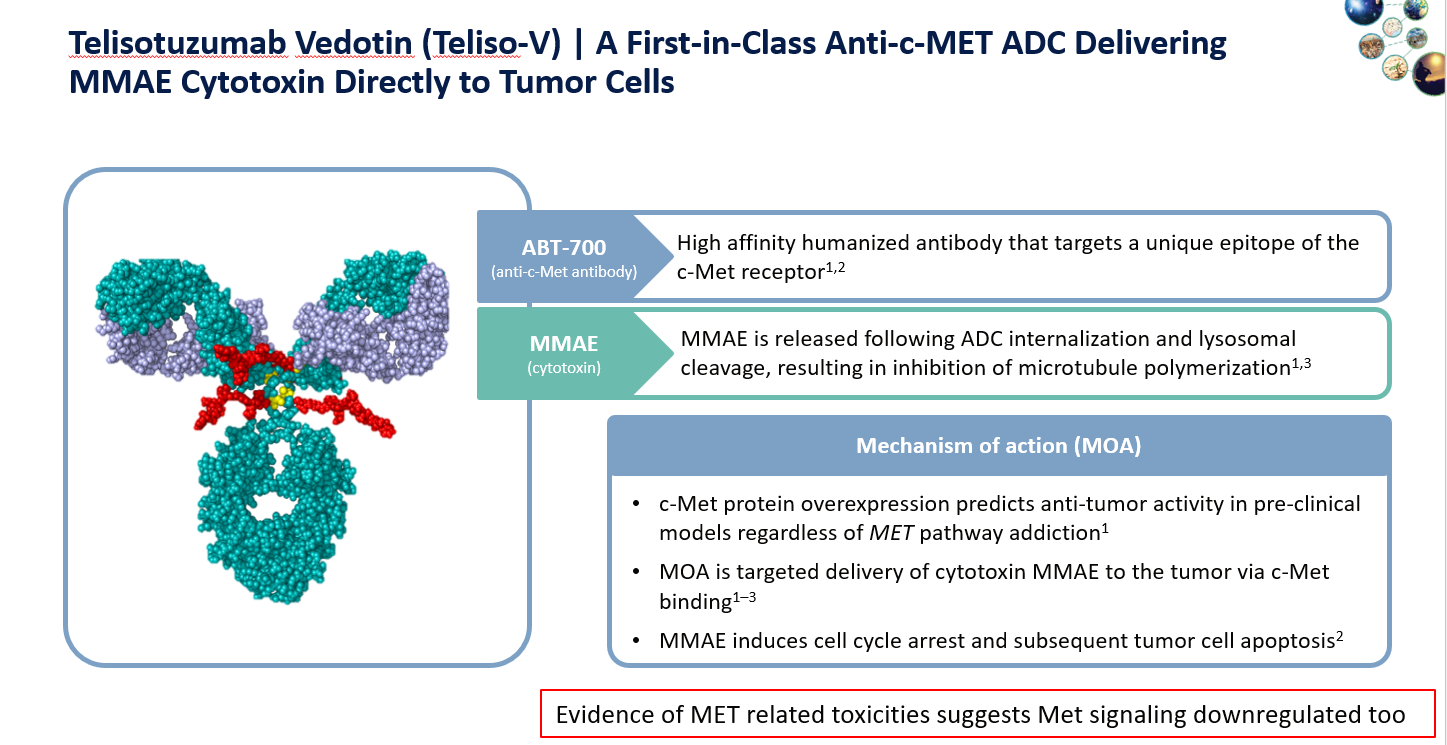 Telisotuzumab Vedotin (Teliso-V) | A First-in-Class Anti-c-MET ADC Delivering
MMAE Cytotoxin Directly to Tumor Cells
ABT-700
(anti-c-Met antibody)
High affinity humanized antibody that targets a unique epitope of the
c-Met receptor1,2
MMAE
(cytotoxin)
MMAE is released following ADC internalization and lysosomal
cleavage, resulting in inhibition of microtubule polymerization1,3
Mechanism of action (MOA)
• c-Met protein overexpression predicts anti-tumor activity in pre-clinical
models regardless of MET pathway addiction1
• MOA is targeted delivery of cytotoxin MMAE to the tumor via c-Met
binding1–3
• MMAE induces cell cycle arrest and subsequent tumor cell apoptosis2
Evidence of MET related toxicities suggests Met signaling downregulated too